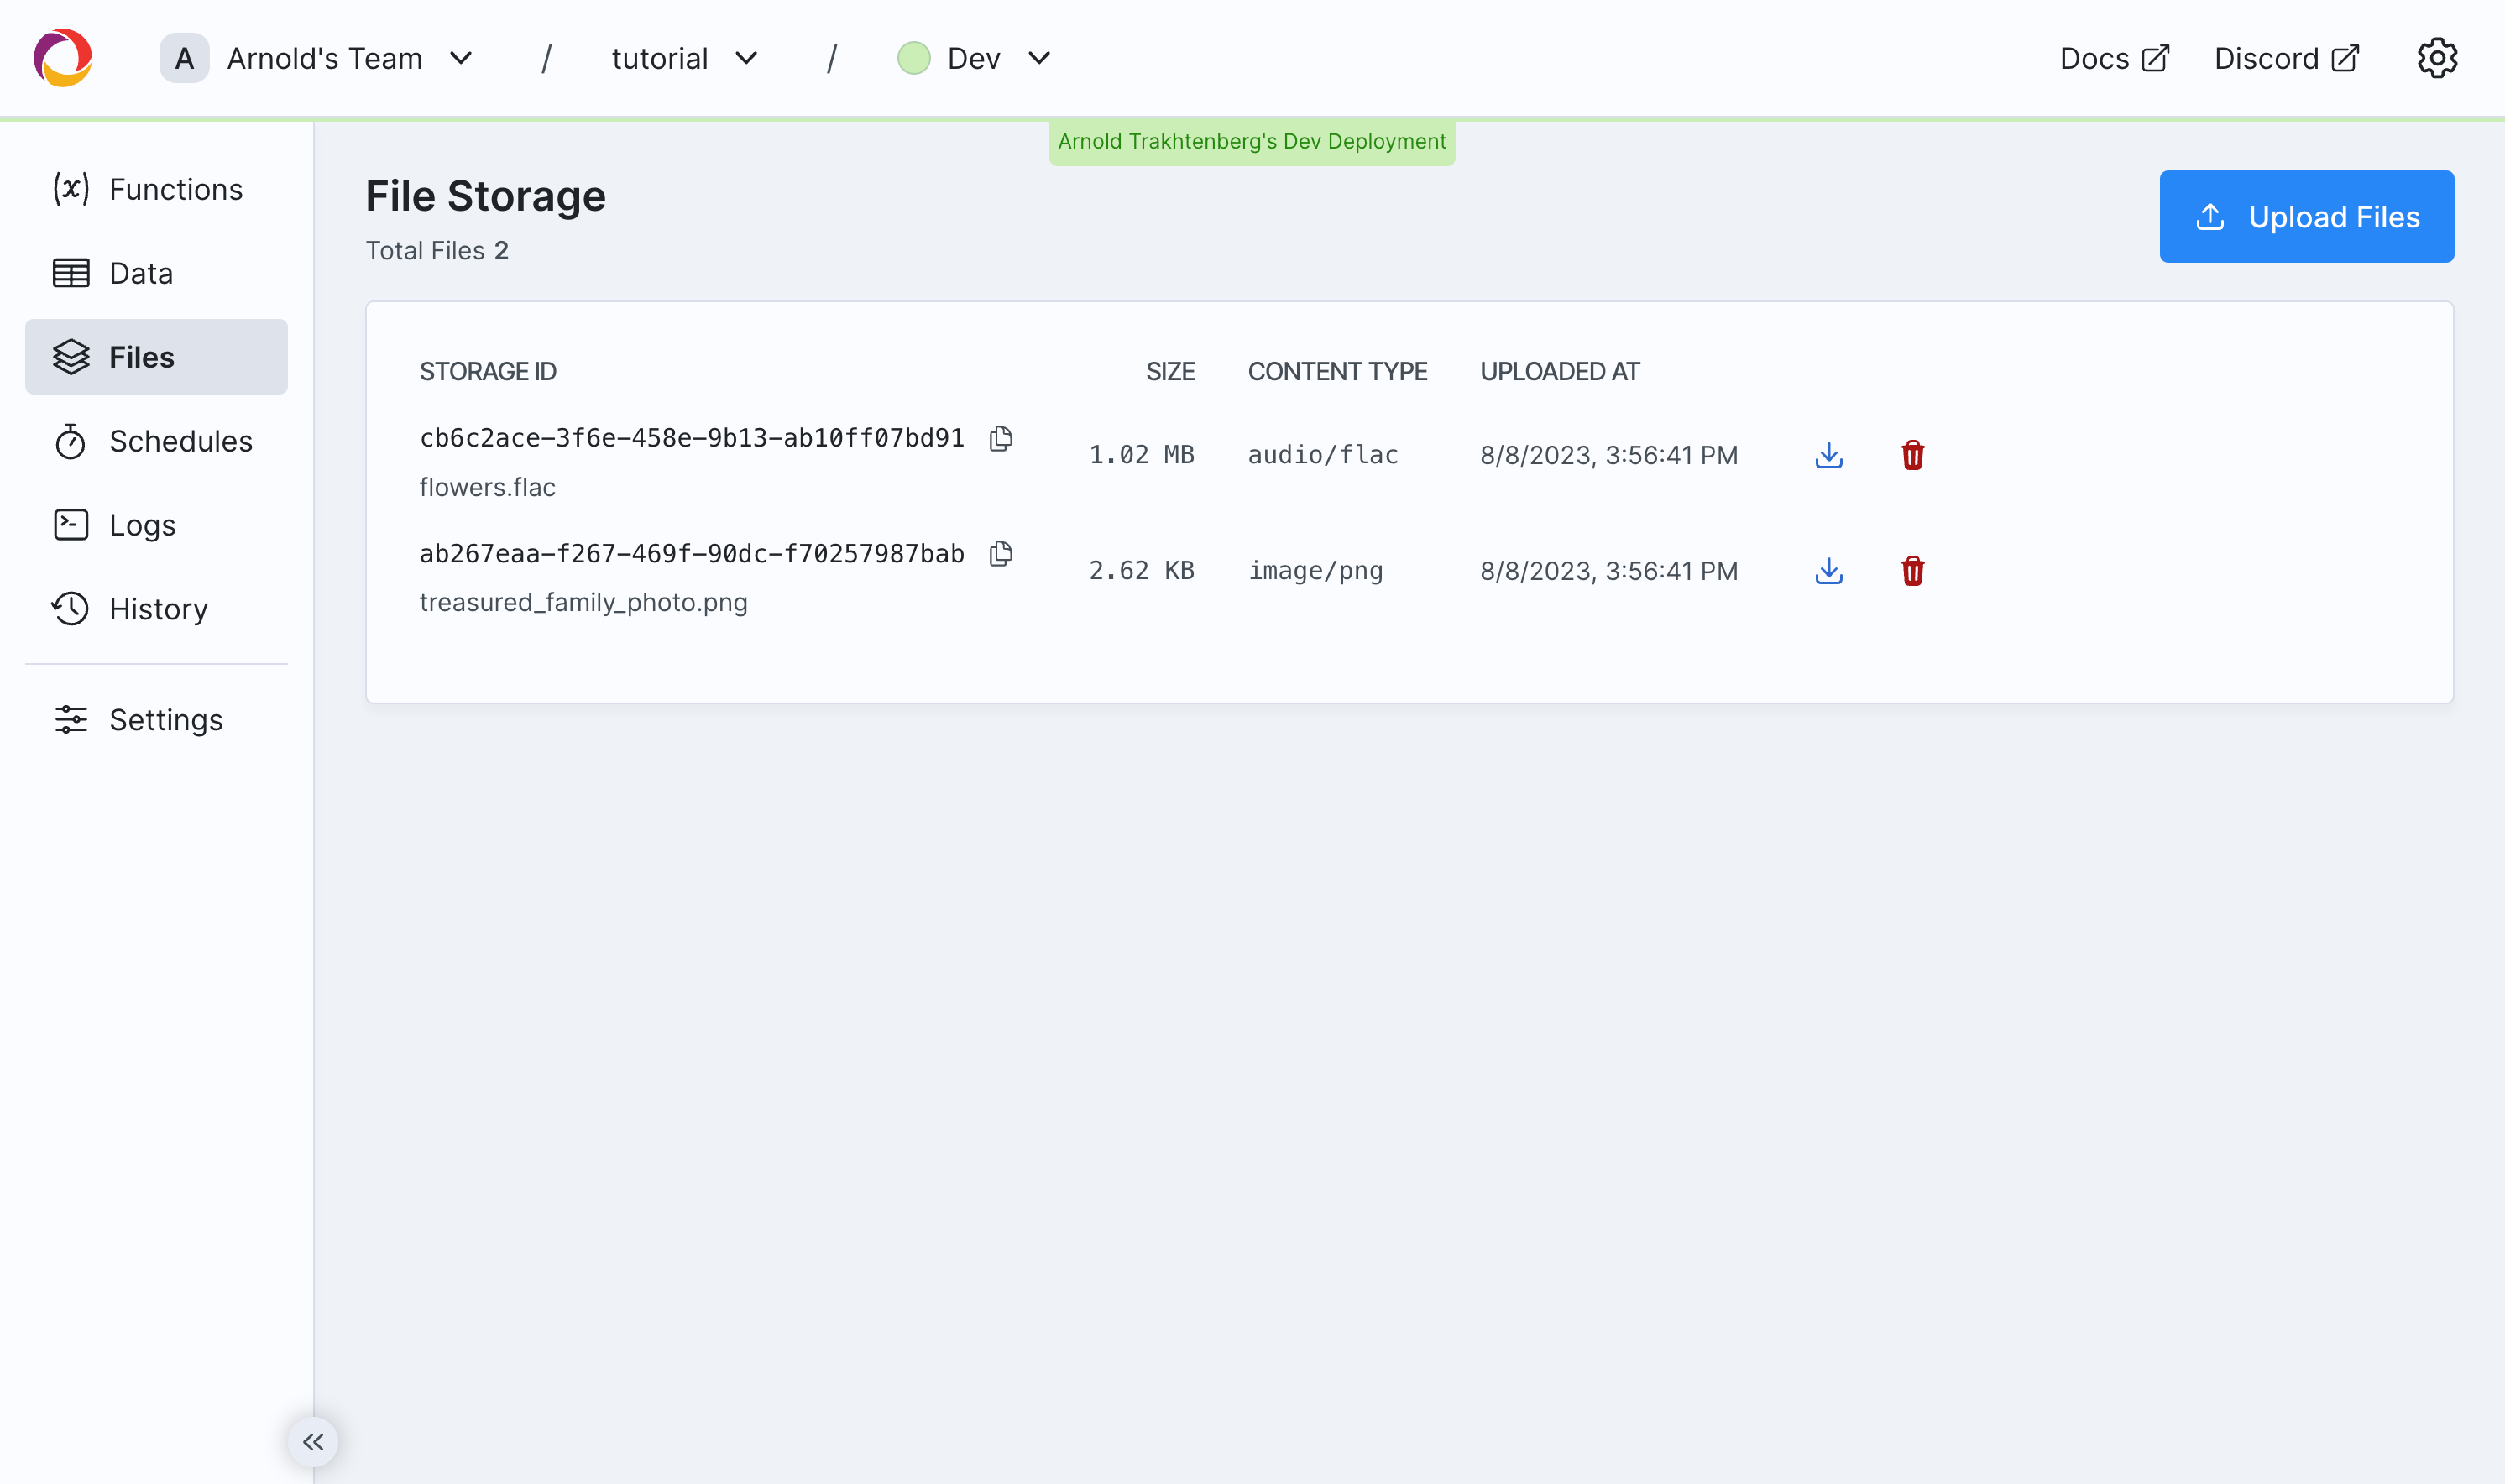 A Arnold's Team / tutorial / Dev Docs Discord
Arnold Trakhtenberg's Dev Deployment
Functions
Data
Files
Schedules
Logs
History
Settings
File Storage
Total Files 2
Upload Files
STORAGE ID SIZE CONTENT TYPE UPLOADED AT
cb6c2ace-3f6e-458e-9b13-ab10ff07bd91 1.02 MB audio/flac 8/8/2023, 3:56:41 PM
flowers.flac
ab267eaa-f267-469f-90dc-f70257987bab 2.62 KB image/png 8/8/2023, 3:56:41 PM
treasured_family_photo.png